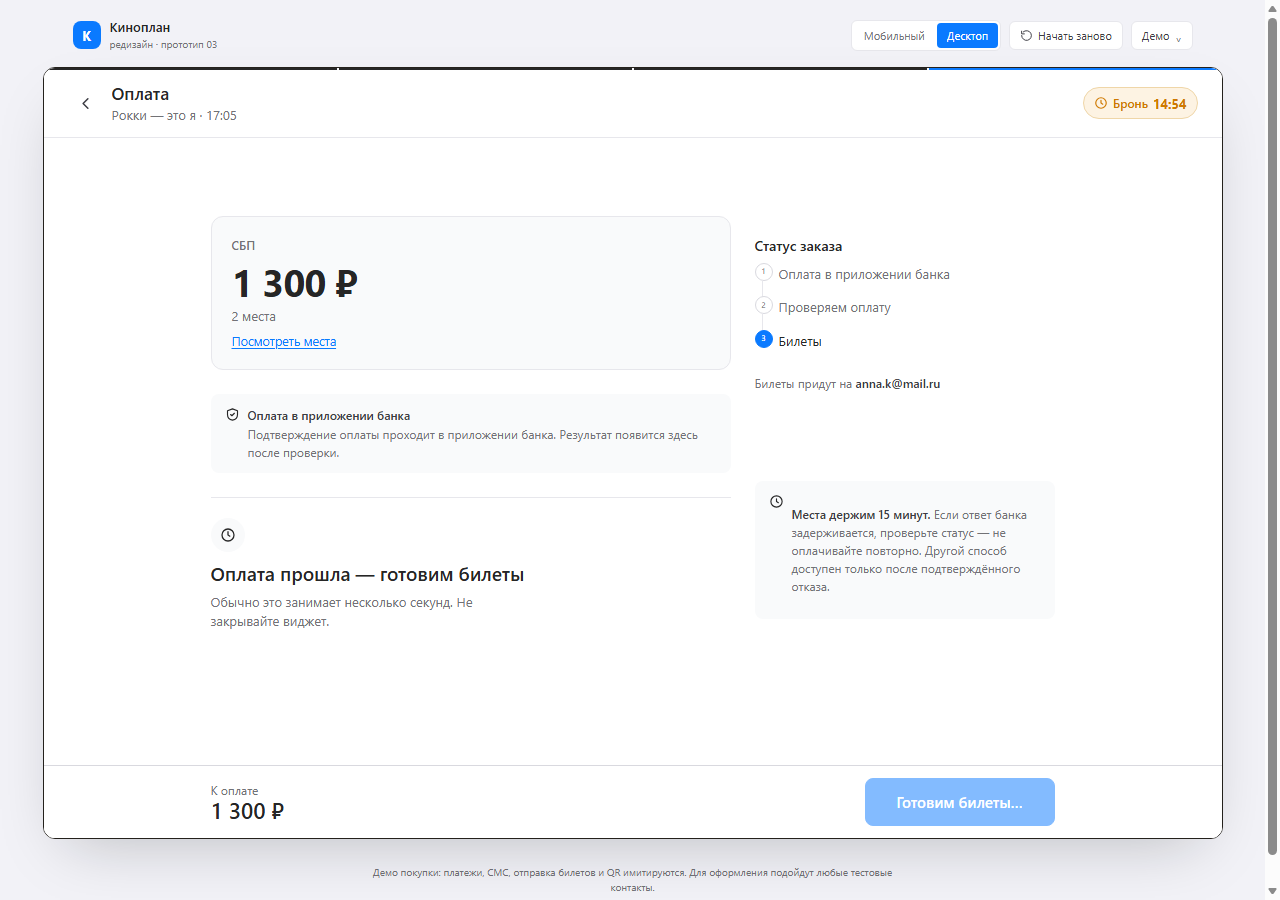 К
Киноплан
редизайн · прототип 03
Мобильный
Десктоп
Начать заново
Демо
Оплата
Рокки — это я · 17:05
Бронь 14:54
СБП
1 300 ₽
2 места
Посмотреть места
Оплата в приложении банка
Подтверждение оплаты проходит в приложении банка. Результат появится здесь
после проверки.
Оплата прошла — готовим билеты
Обычно это занимает несколько секунд. Не
закрывайте виджет.
Статус заказа
1 Оплата в приложении банка
2 Проверяем оплату
3 Билеты
Билеты придут на anna.k@mail.ru
Места держим 15 минут. Если ответ банка
задерживается, проверьте статус — не
оплачивайте повторно. Другой способ
доступен только после подтверждённого
отказа.
К оплате
1 300 ₽
Готовим билеты...
Демо покупки: платежи, СМС, отправка билетов и QR имитируются. Для оформления подойдут любые тестовые
контакты.